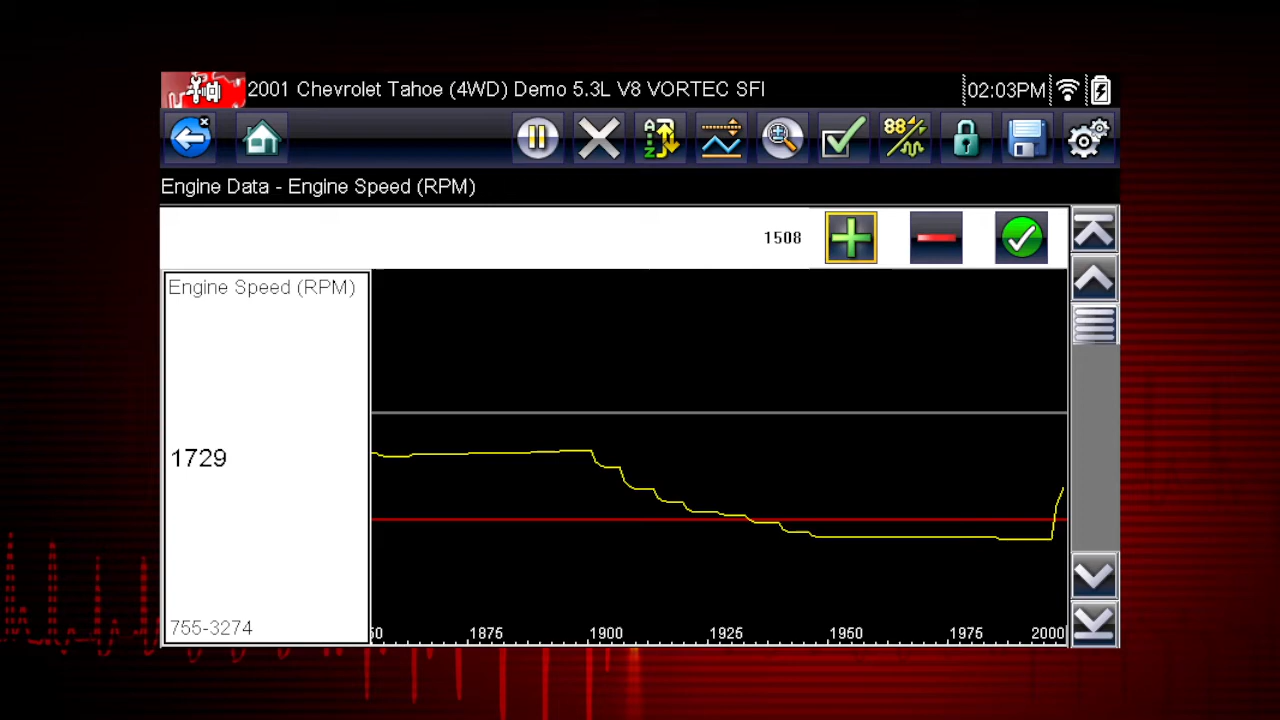 2001 Chevrolet Tahoe (4WD) Demo 5.3L V8 VORTEC SFI
02:03PM
Engine Data - Engine Speed (RPM)
1508
Engine Speed (RPM)
1729
755-3274
50 1875 1900 1925 1950 1975 2000